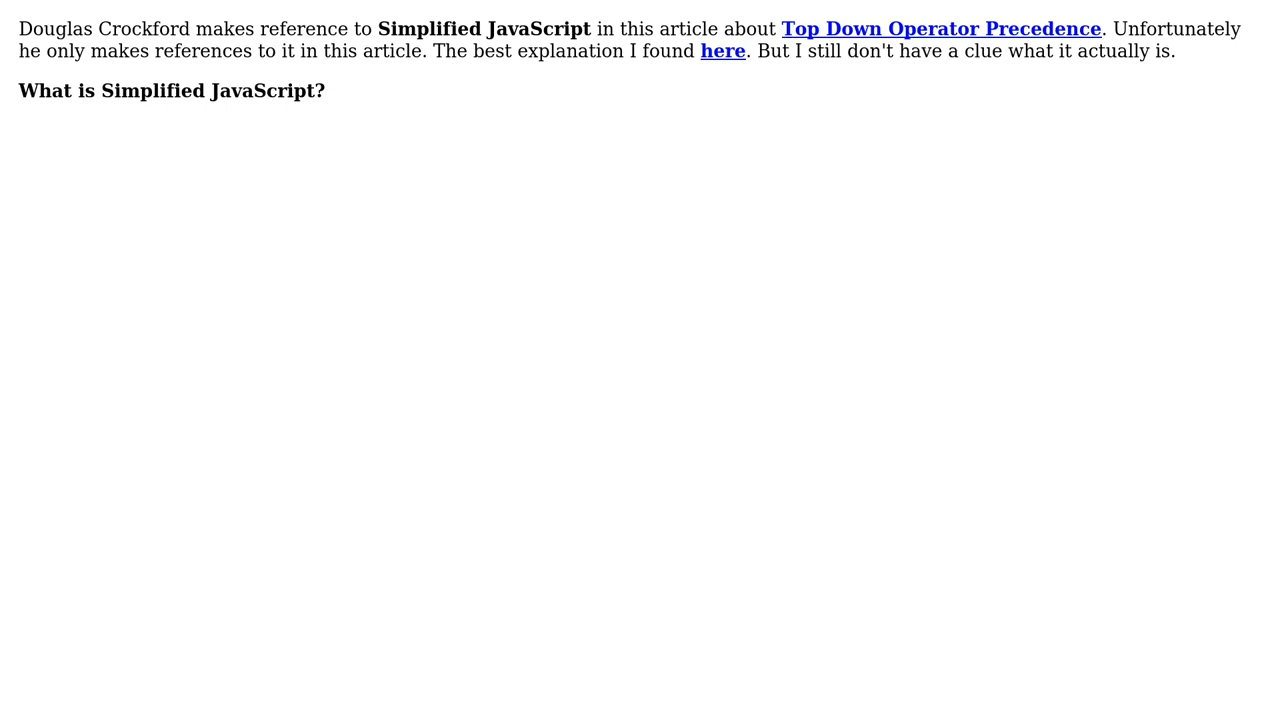 Douglas Crockford makes reference to Simplified JavaScript in this article about Top Down Operator Precedence. Unfortunately
he only makes references to it in this article. The best explanation I found here. But I still don't have a clue what it actually is.
What is Simplified JavaScript?